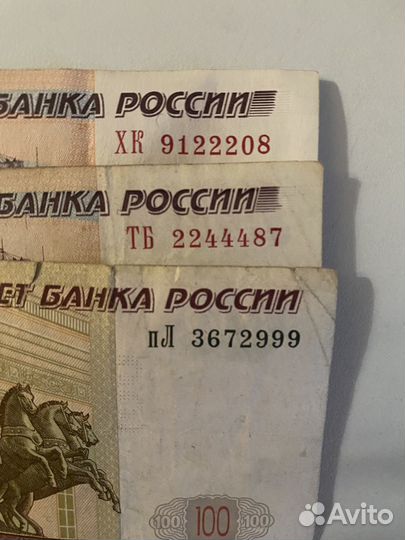 БАНКА РОССИИ
ХК 9122208
БАНКА РОССИИ
ТБ 2244487
ЕТ БАНКА РОССИИ
пЛ 3672999
100 100 100
Avito